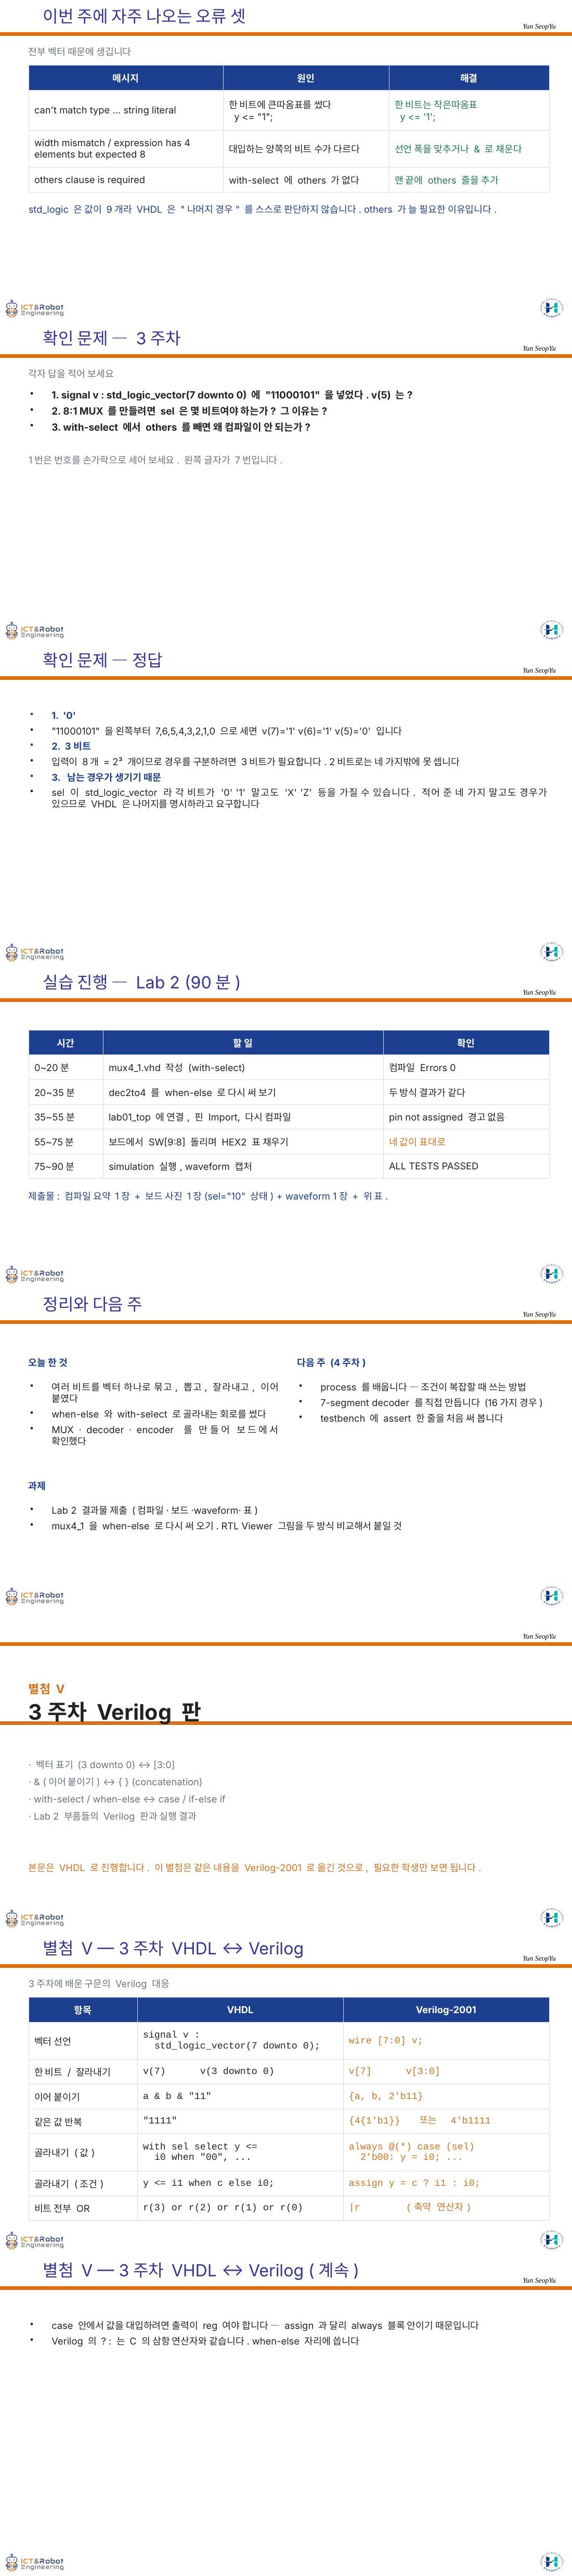 이번 주에 자주 나오는 오류 셋
Yun SeopYu
전부 벡터 때문에 생깁니다
메시지 원인 해결
can't match type … string literal
한 비트에 큰따옴표를 썼다
y <= "1";
한 비트는 작은따옴표
y <= '1';
width mismatch / expression has 4
elements but expected 8
대입하는 양쪽의 비트 수가 다르다
선언 폭을 맞추거나 & 로 채운다
others clause is required
with-select 에 others 가 없다
맨 끝에 others 줄을 추가
std_logic 은 값이 9 개라 VHDL 은 " 나머지 경우 " 를 스스로 판단하지 않습니다 . others 가 늘 필요한 이유입니다 .
ICT&Robot
Engineering
확인 문제 — 3 주차
Yun SeopYu
각자 답을 적어 보세요
• 1. signal v : std_logic_vector(7 downto 0) 에 "11000101" 을 넣었다 . v(5) 는 ?
• 2. 8:1 MUX 를 만들려면 sel 은 몇 비트여야 하는가 ? 그 이유는 ?
• 3. with-select 에서 others 를 빼면 왜 컴파일이 안 되는가 ?
1 번은 번호를 손가락으로 세어 보세요 . 왼쪽 글자가 7 번입니다 .
ICT&Robot
Engineering
확인 문제 — 정답
Yun SeopYu
• 1. '0'
• "11000101" 을 왼쪽부터 7,6,5,4,3,2,1,0 으로 세면 v(7)='1' v(6)='1' v(5)='0' 입니다
• 2. 3 비트
• 입력이 8 개 = 2³ 개이므로 경우를 구분하려면 3 비트가 필요합니다 . 2 비트로는 네 가지밖에 못 셉니다
• 3. 남는 경우가 생기기 때문
• sel 이 std_logic_vector 라 각 비트가 '0' '1' 말고도 'X' 'Z' 등을 가질 수 있습니다 . 적어 준 네 가지 말고도 경우가
있으므로 VHDL 은 나머지를 명시하라고 요구합니다
ICT&Robot
Engineering
실습 진행 — Lab 2 (90 분 )
Yun SeopYu
시간 할 일 확인
0~20 분 mux4_1.vhd 작성 (with-select) 컴파일 Errors 0
20~35 분 dec2to4 를 when-else 로 다시 써 보기 두 방식 결과가 같다
35~55 분 lab01_top 에 연결 , 핀 Import, 다시 컴파일 pin not assigned 경고 없음
55~75 분 보드에서 SW[9:8] 돌리며 HEX2 표 채우기 네 값이 표대로
75~90 분 simulation 실행 , waveform 캡처 ALL TESTS PASSED
제출물 : 컴파일 요약 1 장 + 보드 사진 1 장 (sel="10" 상태 ) + waveform 1 장 + 위 표 .
ICT&Robot
Engineering
정리와 다음 주
Yun SeopYu
오늘 한 것
• 여러 비트를 벡터 하나로 묶고 , 뽑고 , 잘라내고 , 이어
붙였다
• when-else 와 with-select 로 골라내는 회로를 썼다
• MUX · decoder · encoder 를 만들어 보드에서
확인했다
다음 주 (4 주차 )
• process 를 배웁니다 — 조건이 복잡할 때 쓰는 방법
• 7-segment decoder 를 직접 만듭니다 (16 가지 경우 )
• testbench 에 assert 한 줄을 처음 써 봅니다
과제
• Lab 2 결과물 제출 ( 컴파일 · 보드 ·waveform· 표 )
• mux4_1 을 when-else 로 다시 써 오기 . RTL Viewer 그림을 두 방식 비교해서 붙일 것
ICT&Robot
Engineering
Yun SeopYu
별첨 V
3 주차 Verilog 판
· 벡터 표기 (3 downto 0) ↔ [3:0]
· & ( 이어 붙이기 ) ↔ { } (concatenation)
· with-select / when-else ↔ case / if-else if
· Lab 2 부품들의 Verilog 판과 실행 결과
본문은 VHDL 로 진행합니다 . 이 별첨은 같은 내용을 Verilog-2001 로 옮긴 것으로 , 필요한 학생만 보면 됩니다 .
ICT&Robot
Engineering
별첨 V — 3 주차 VHDL ↔ Verilog
Yun SeopYu
3 주차에 배운 구문의 Verilog 대응
항목 VHDL Verilog-2001
벡터 선언
signal v :
std_logic_vector(7 downto 0);
wire [7:0] v;
한 비트 / 잘라내기 v(7) v(3 downto 0) v[7] v[3:0]
이어 붙이기 a & b & "11" {a, b, 2'b11}
같은 값 반복 "1111" {4{1'b1}} 또는 4'b1111
골라내기 ( 값 )
with sel select y <=
i0 when "00", ...
always @(*) case (sel)
2'b00: y = i0; ...
골라내기 ( 조건 ) y <= i1 when c else i0; assign y = c ? i1 : i0;
비트 전부 OR r(3) or r(2) or r(1) or r(0) |r ( 축약 연산자 )
ICT&Robot
Engineering
별첨 V — 3 주차 VHDL ↔ Verilog ( 계속 )
Yun SeopYu
• case 안에서 값을 대입하려면 출력이 reg 여야 합니다 — assign 과 달리 always 블록 안이기 때문입니다
• Verilog 의 ? : 는 C 의 삼항 연산자와 같습니다 . when-else 자리에 씁니다
ICT&Robot
Engineering